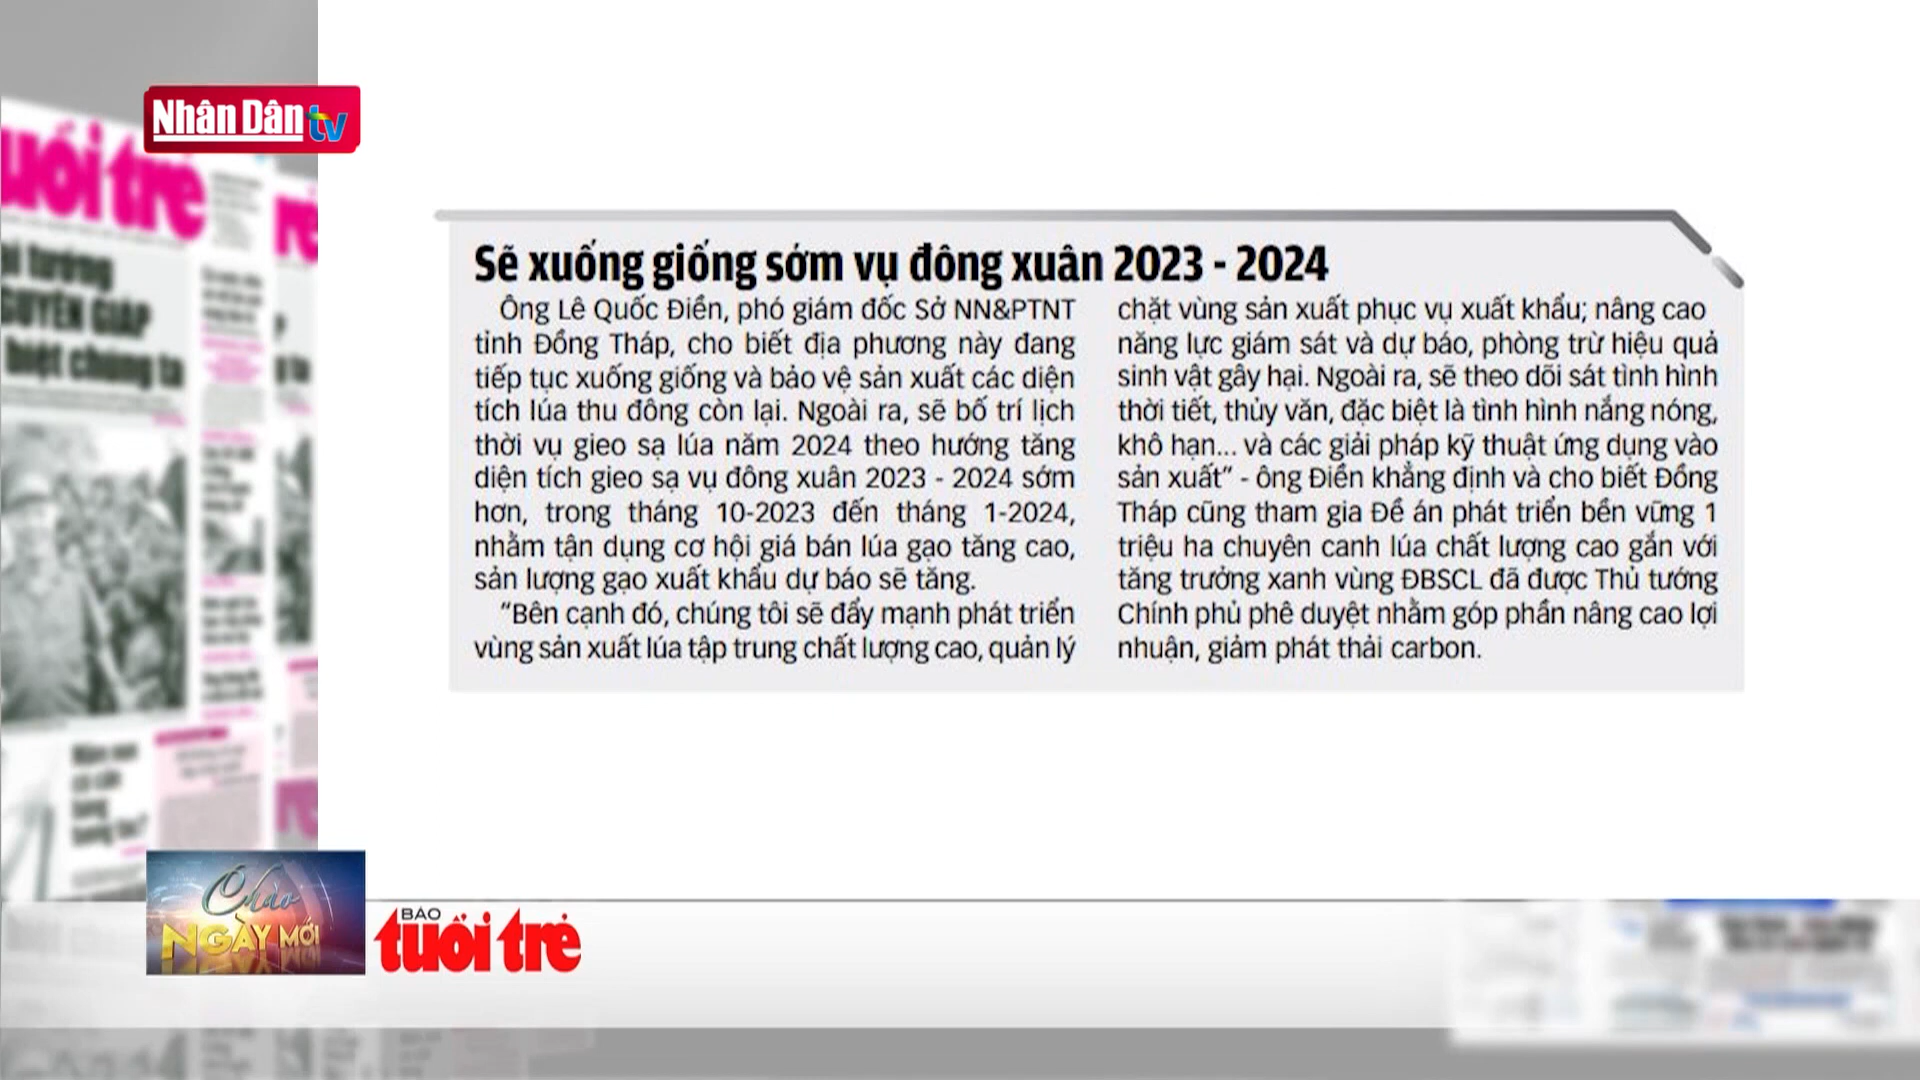 Nhân Dân tv
tuổi trẻ
Sẽ xuống giống sớm vụ đông xuân 2023 - 2024
Ông Lê Quốc Điền, phó giám đốc Sở NN&PTNT
tỉnh Đồng Tháp, cho biết địa phương này đang
tiếp tục xuống giống và bảo vệ sản xuất các diện
tích lúa thu đông còn lại. Ngoài ra, sẽ bố trí lịch
thời vụ gieo sạ lúa năm 2024 theo hướng tăng
diện tích gieo sạ vụ đông xuân 2023 - 2024 sớm
hơn, trong tháng 10-2023 đến tháng 1-2024,
nhằm tận dụng cơ hội giá bán lúa gạo tăng cao,
sản lượng gạo xuất khẩu dự báo sẽ tăng.
"Bên cạnh đó, chúng tôi sẽ đẩy mạnh phát triển
vùng sản xuất lúa tập trung chất lượng cao, quản lý
chặt vùng sản xuất phục vụ xuất khẩu; nâng cao
năng lực giám sát và dự báo, phòng trừ hiệu quả
sinh vật gây hại. Ngoài ra, sẽ theo dõi sát tình hình
thời tiết, thủy văn, đặc biệt là tình hình nắng nóng,
khô hạn... và các giải pháp kỹ thuật ứng dụng vào
sản xuất" - ông Điền khẳng định và cho biết Đồng
Tháp cũng tham gia Đề án phát triển bền vững 1
triệu ha chuyên canh lúa chất lượng cao gắn với
tăng trưởng xanh vùng ĐBSCL đã được Thủ tướng
Chính phủ phê duyệt nhằm góp phần nâng cao lợi
nhuận, giảm phát thải carbon.
Chào
NGÀY MỚI
BÁO
tuổi trẻ